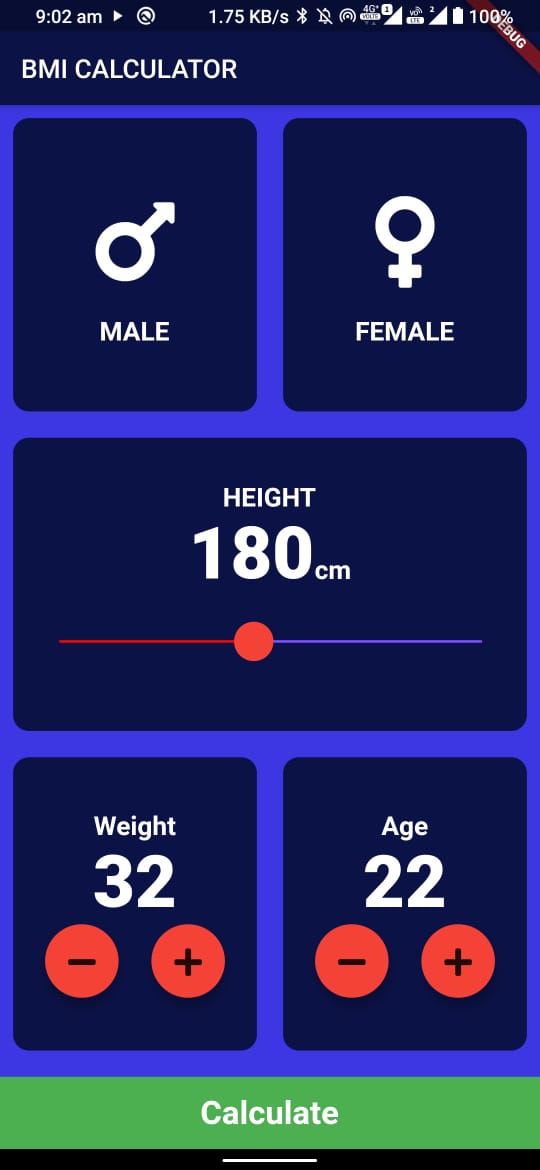 9:02 am 1.75 KB/s 4G+ VOLTE 1 VO LTE 2 100%
DEBUG
BMI CALCULATOR
MALE FEMALE
HEIGHT
180cm
Weight Age
32 22
Calculate